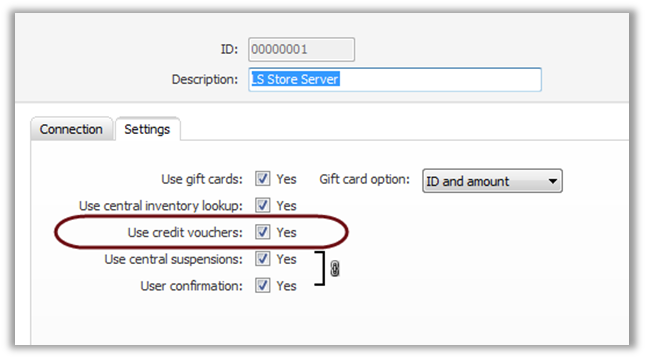 ID: 00000001
Description: LS Store Server
Connection Settings
Use gift cards: Yes Gift card option: ID and amount
Use central inventory lookup: Yes
Use credit vouchers: Yes
Use central suspensions: Yes
User confirmation: Yes